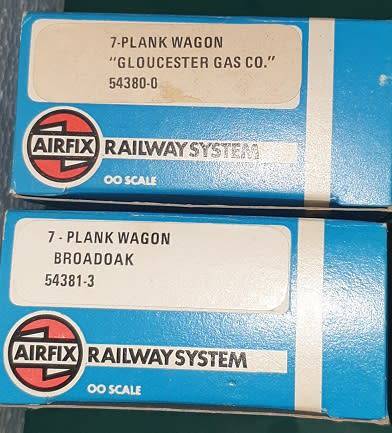 7-PLANK WAGON
"GLOUCESTER GAS CO."
54380-0
AIRFIX RAILWAY SYSTEM
OO SCALE
7 - PLANK WAGON
BROADOAK
54381-3
AIRFIX RAILWAY SYSTEM
OO SCALE